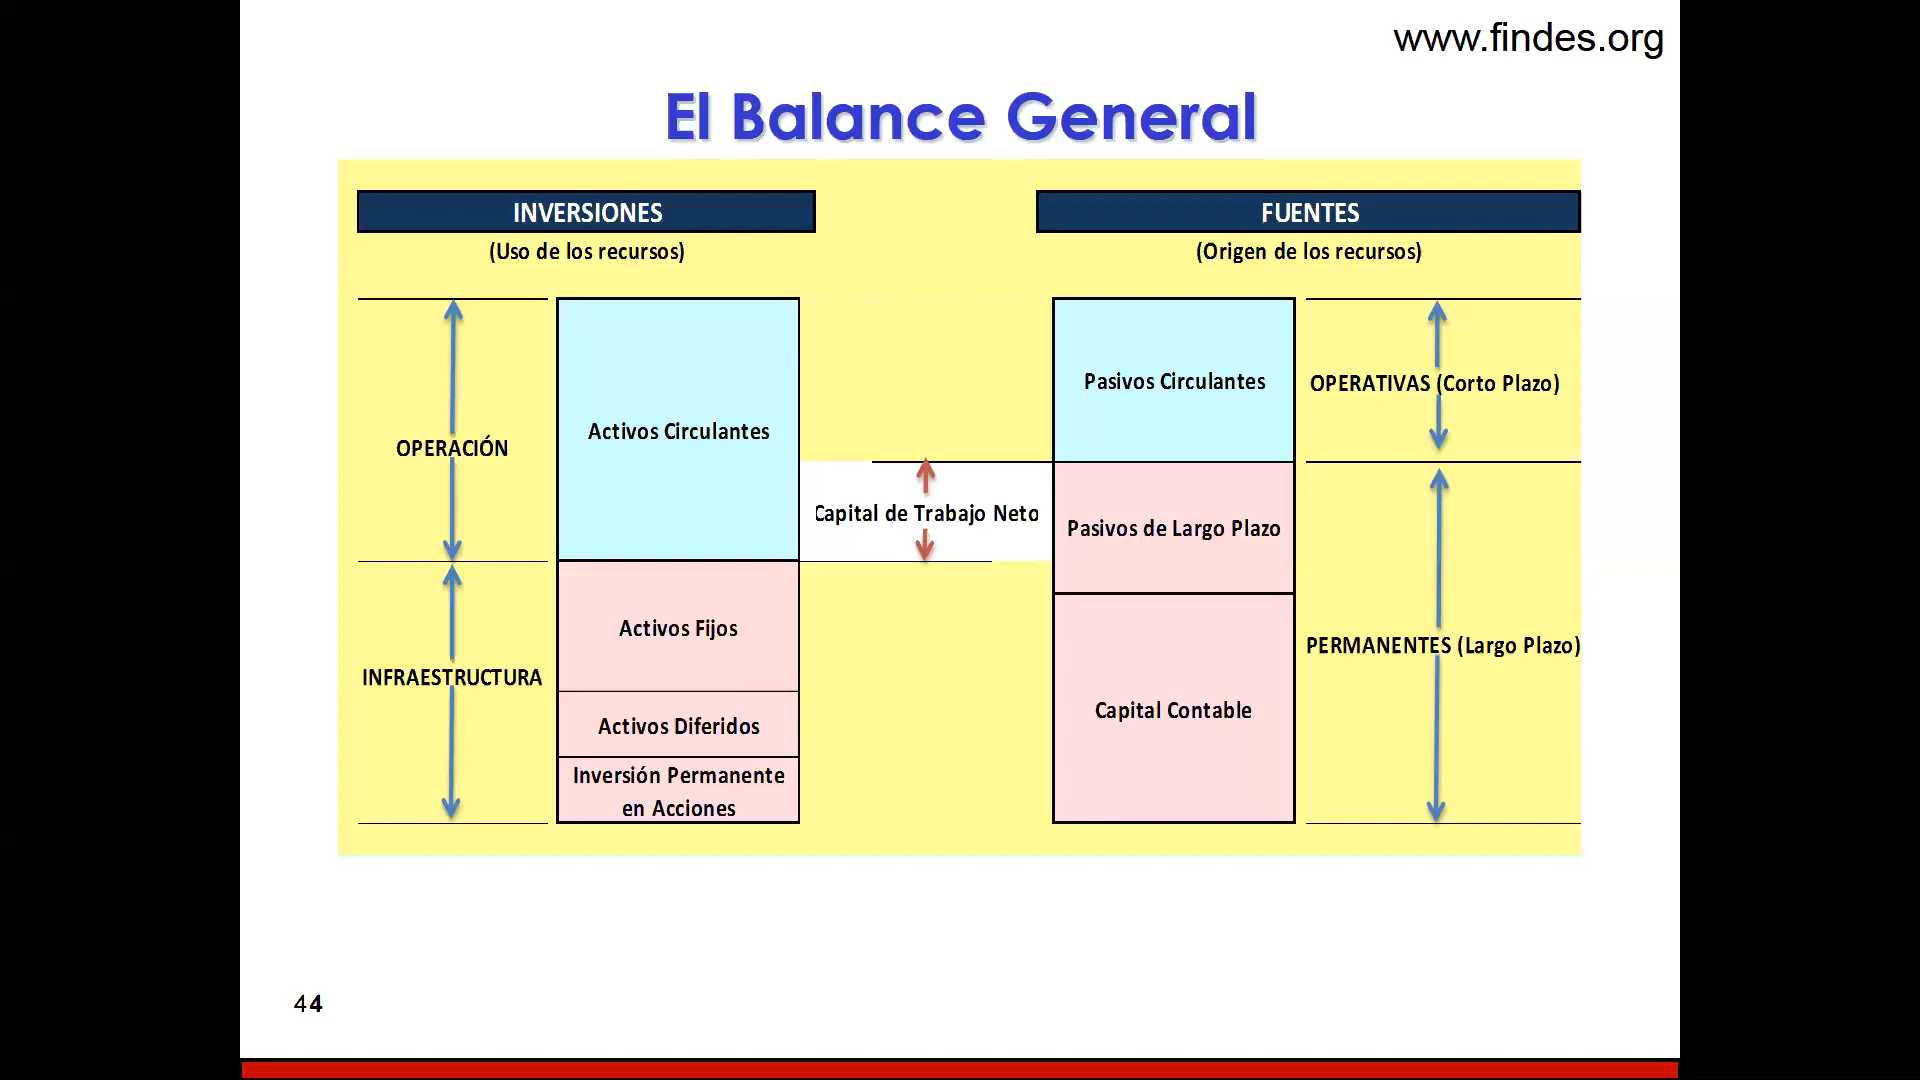 www.findes.org
El Balance General
INVERSIONES
(Uso de los recursos)
FUENTES
(Origen de los recursos)
OPERACIÓN
INFRAESTRUCTURA
Activos Circulantes
Activos Fijos
Activos Diferidos
Inversión Permanente
en Acciones
Capital de Trabajo Neto
Pasivos Circulantes
Pasivos de Largo Plazo
Capital Contable
OPERATIVAS (Corto Plazo)
PERMANENTES (Largo Plazo)
44